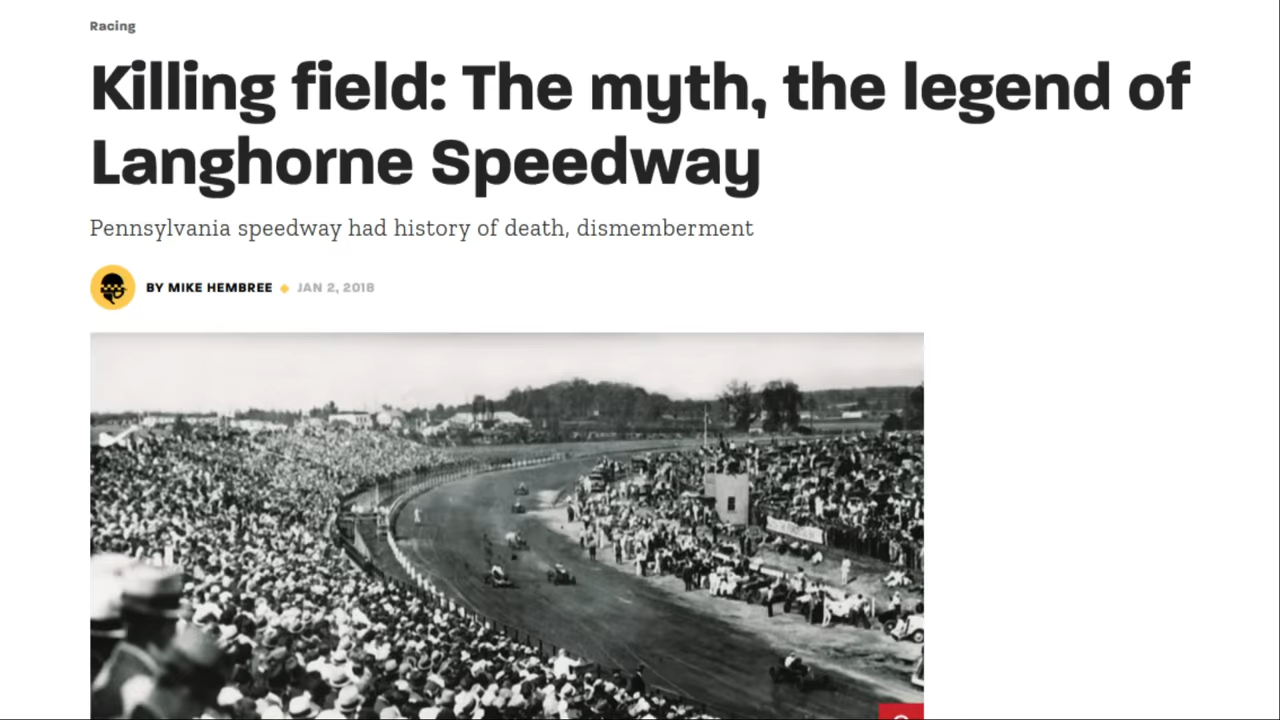 Racing
Killing field: The myth, the legend of
Langhorne Speedway
Pennsylvania speedway had history of death, dismemberment
BY MIKE HEMBREE ◆ JAN 2, 2018